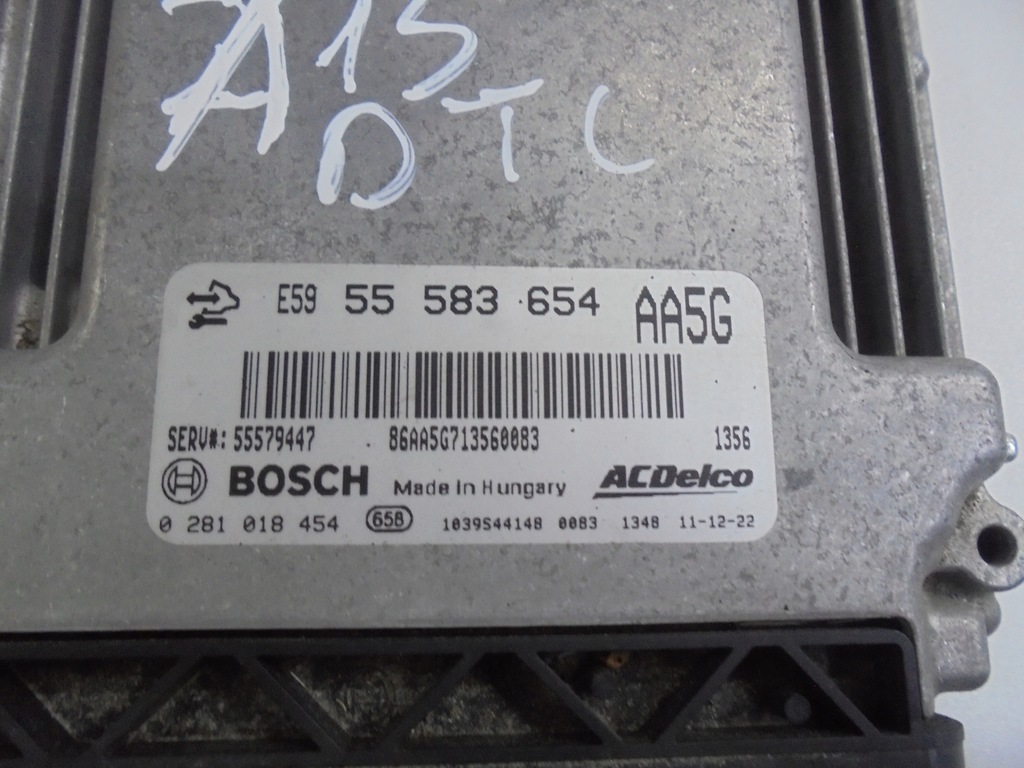 A15
DTC
E59 55 583 654 AA5G
SERV#: 55579447 86AA5G713560083 1356
BOSCH Made in Hungary ACDelco
0 281 018 454 658 1039S44148 0083 1348 11-12-22